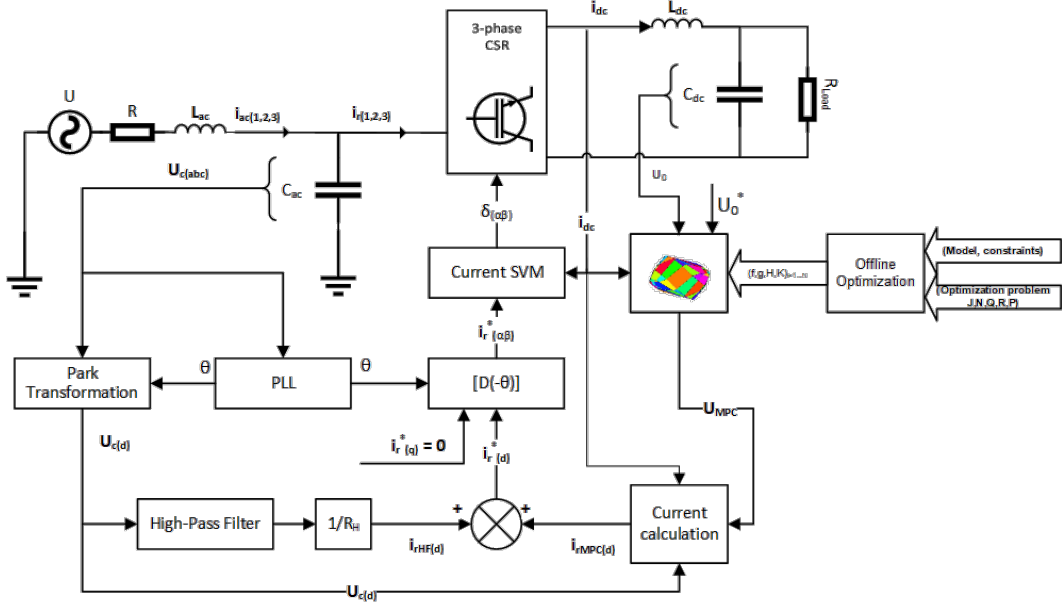 3-phase
CSR
i_dc
L_dc
U
R
L_ac
i_ac(1,2,3)
i_r(1,2,3)
C_dc
R_Load
U_c(abc)
C_ac
U_0
U_0*
δ_(αβ)
i_dc
Current SVM
Offline
Optimization
(Model, constraints)
(Optimization problem
J,N,Q,R,P)
i_r*_(αβ)
Park
Transformation
θ
PLL
θ
[D(-θ)]
U_MPC
U_c(d)
i_r*_(q) = 0
i_r*_(d)
High-Pass Filter
1/R_HF
+
+
Current
calculation
i_rHF(d)
i_rMPC(d)
U_c(d)